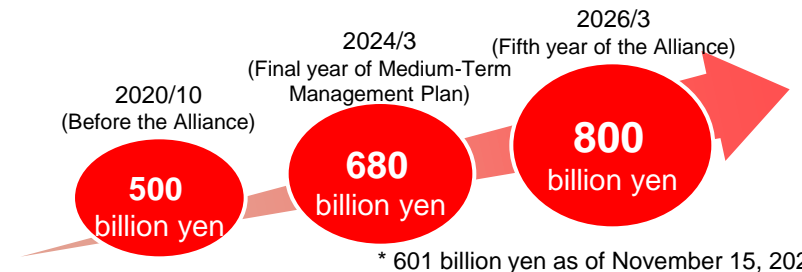 2020/10
(Before the Alliance)
500
billion yen
2024/3
(Final year of Medium-Term
Management Plan)
680
billion yen
2026/3
(Fifth year of the Alliance)
800
billion yen
* 601 billion yen as of November 15,